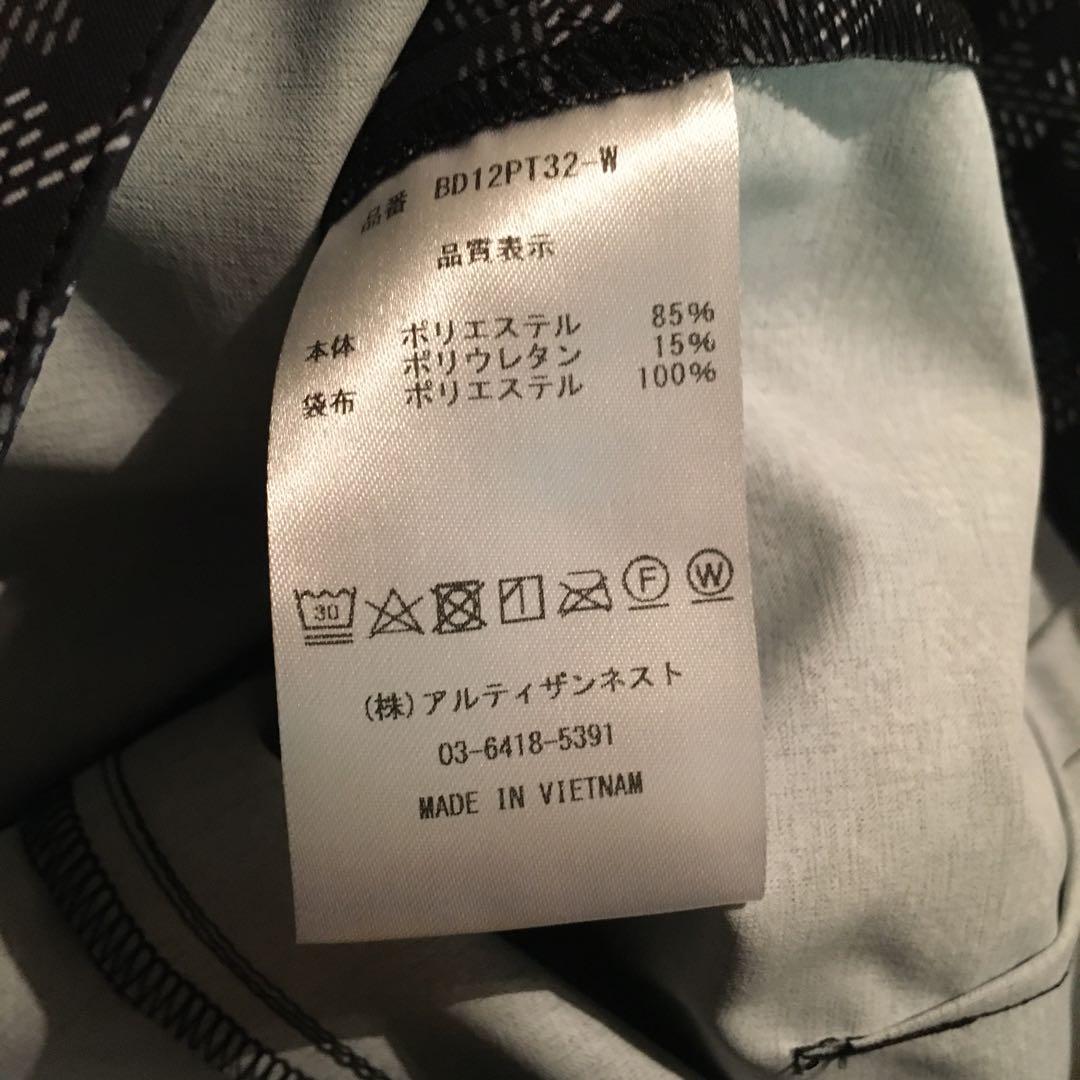 品番 BD12PT32-W
品質表示
本体 ポリエステル 85%
ポリウレタン 15%
袋布 ポリエステル 100%
30 F W
(株)アルティザンネスト
03-6418-5391
MADE IN VIETNAM